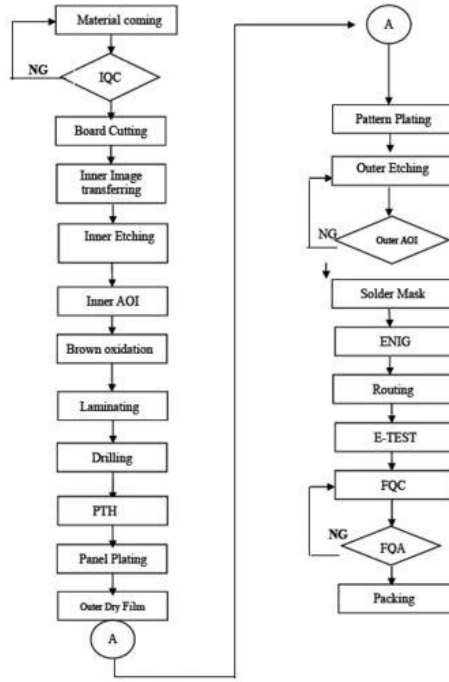 Material coming
NG
IQC
Board Cutting
Inner Image
transferring
Inner Etching
Inner AOI
Brown oxidation
Laminating
Drilling
PTH
Panel Plating
Outer Dry Film
A
A
Pattern Plating
Outer Etching
NG
Outer AOI
Solder Mask
ENIG
Routing
E-TEST
FQC
NG
FQA
Packing